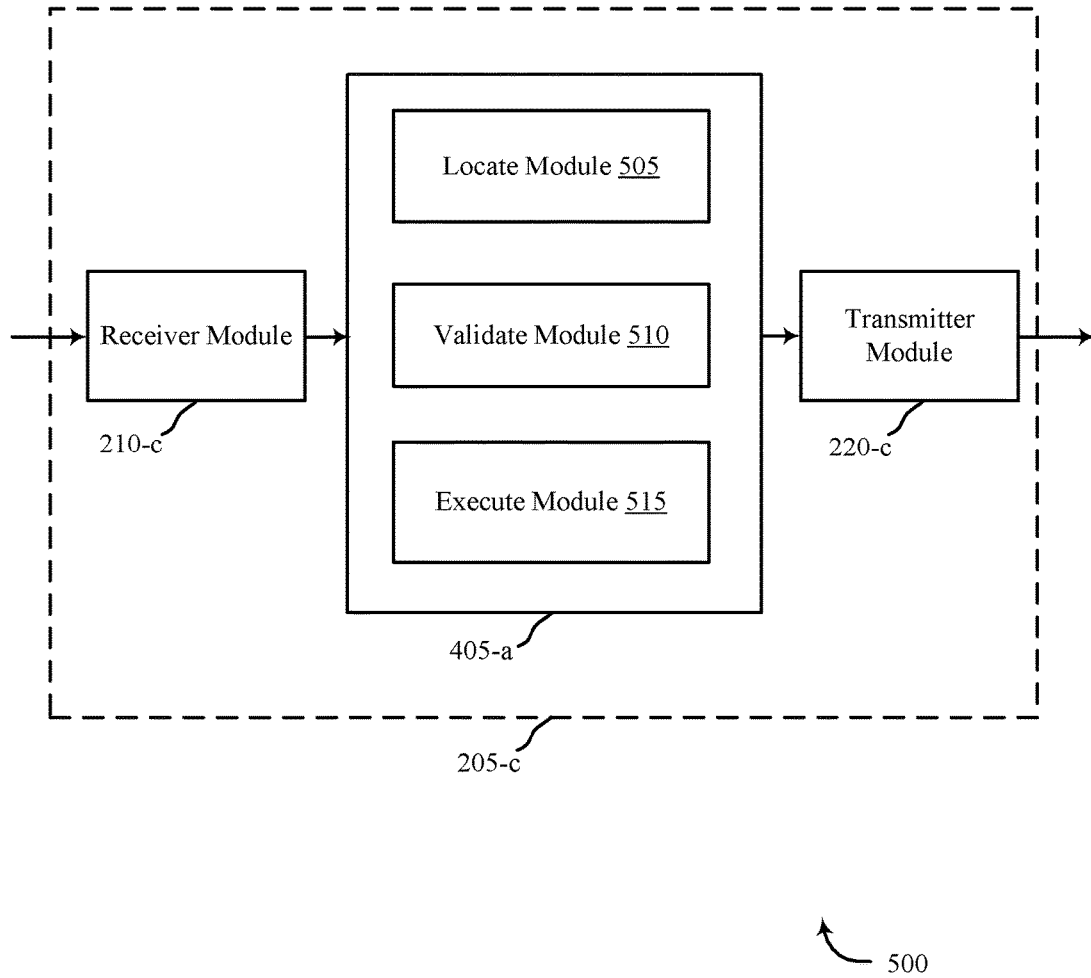 Locate Module 505
Receiver Module
Validate Module 510
Transmitter
Module
210-c
220-c
Execute Module 515
405-a
205-c
500